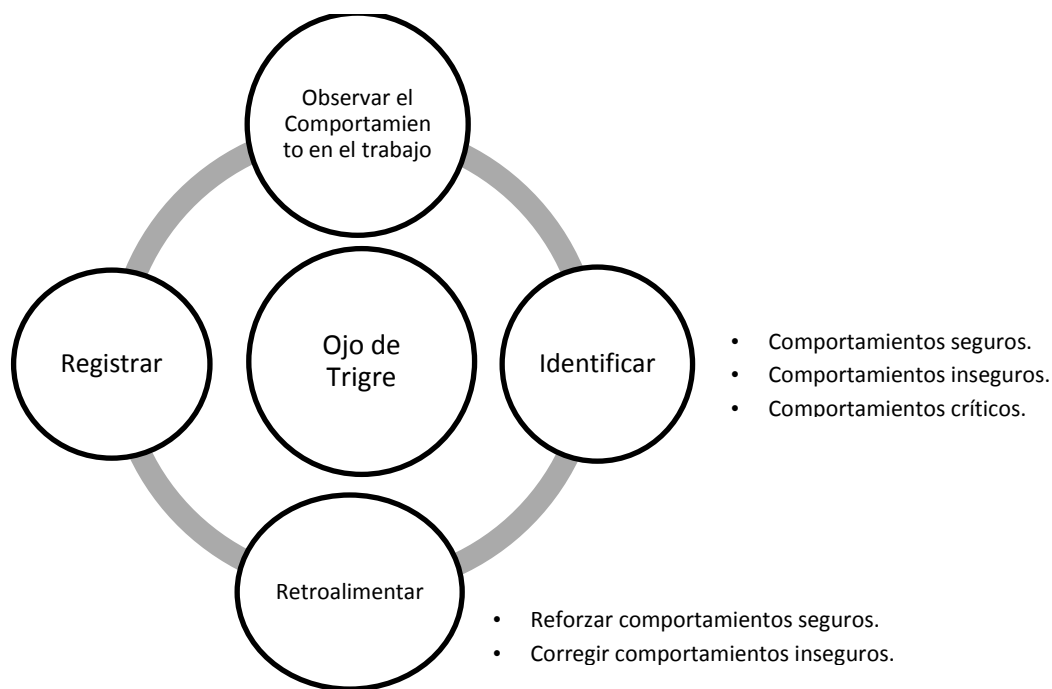 Observar el
Comportamien
to en el trabajo
Registrar
Ojo de
Trigre
Identificar
• Comportamientos seguros.
• Comportamientos inseguros.
• Comportamientos críticos.
Retroalimentar
• Reforzar comportamientos seguros.
• Corregir comportamientos inseguros.